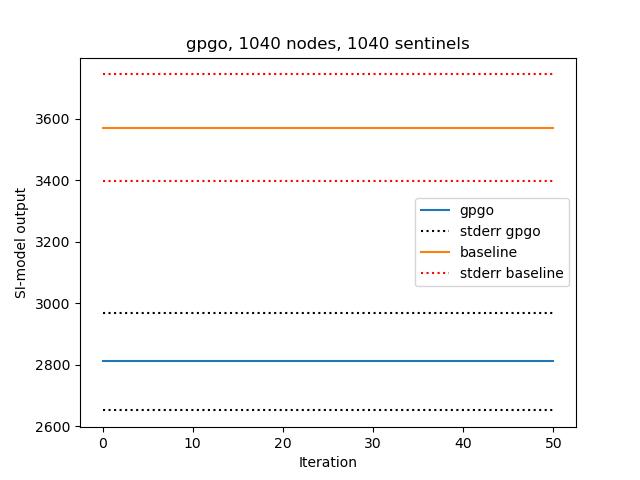 gpgo, 1040 nodes, 1040 sentinels
3600
3400
3200
3000
2800
2600
SI-model output
gpgo
stderr gpgo
baseline
stderr baseline
0 10 20 30 40 50
Iteration